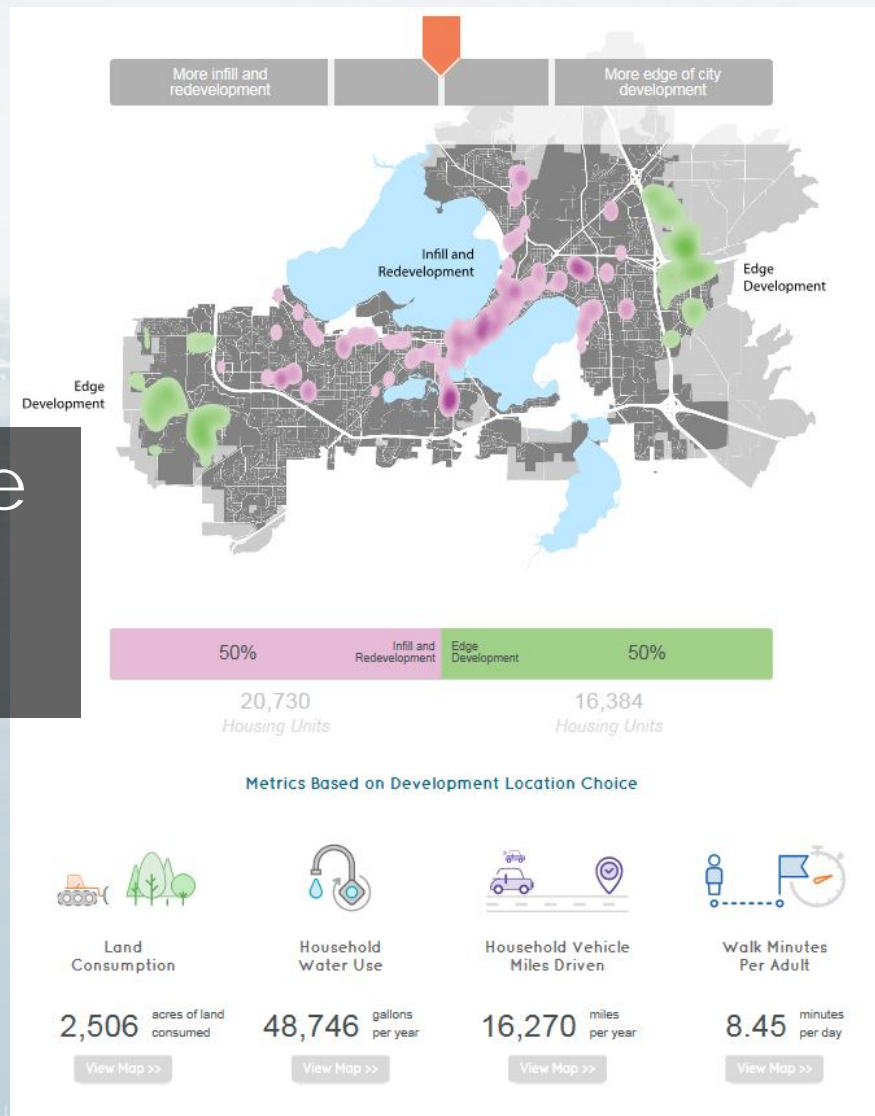 More infill and
redevelopment
More edge of city
development
Infill and
Redevelopment
Edge
Development
Edge
Development
e
50%
Infill and
Redevelopment
Edge
Development
50%
20,730
Housing Units
16,384
Housing Units
Metrics Based on Development Location Choice
Land
Consumption
Household
Water Use
Household Vehicle
Miles Driven
Walk Minutes
Per Adult
2,506 acres of land
consumed
48,746 gallons
per year
16,270 miles
per year
8.45 minutes
per day
View Map >>
View Map >>
View Map >>
View Map >>